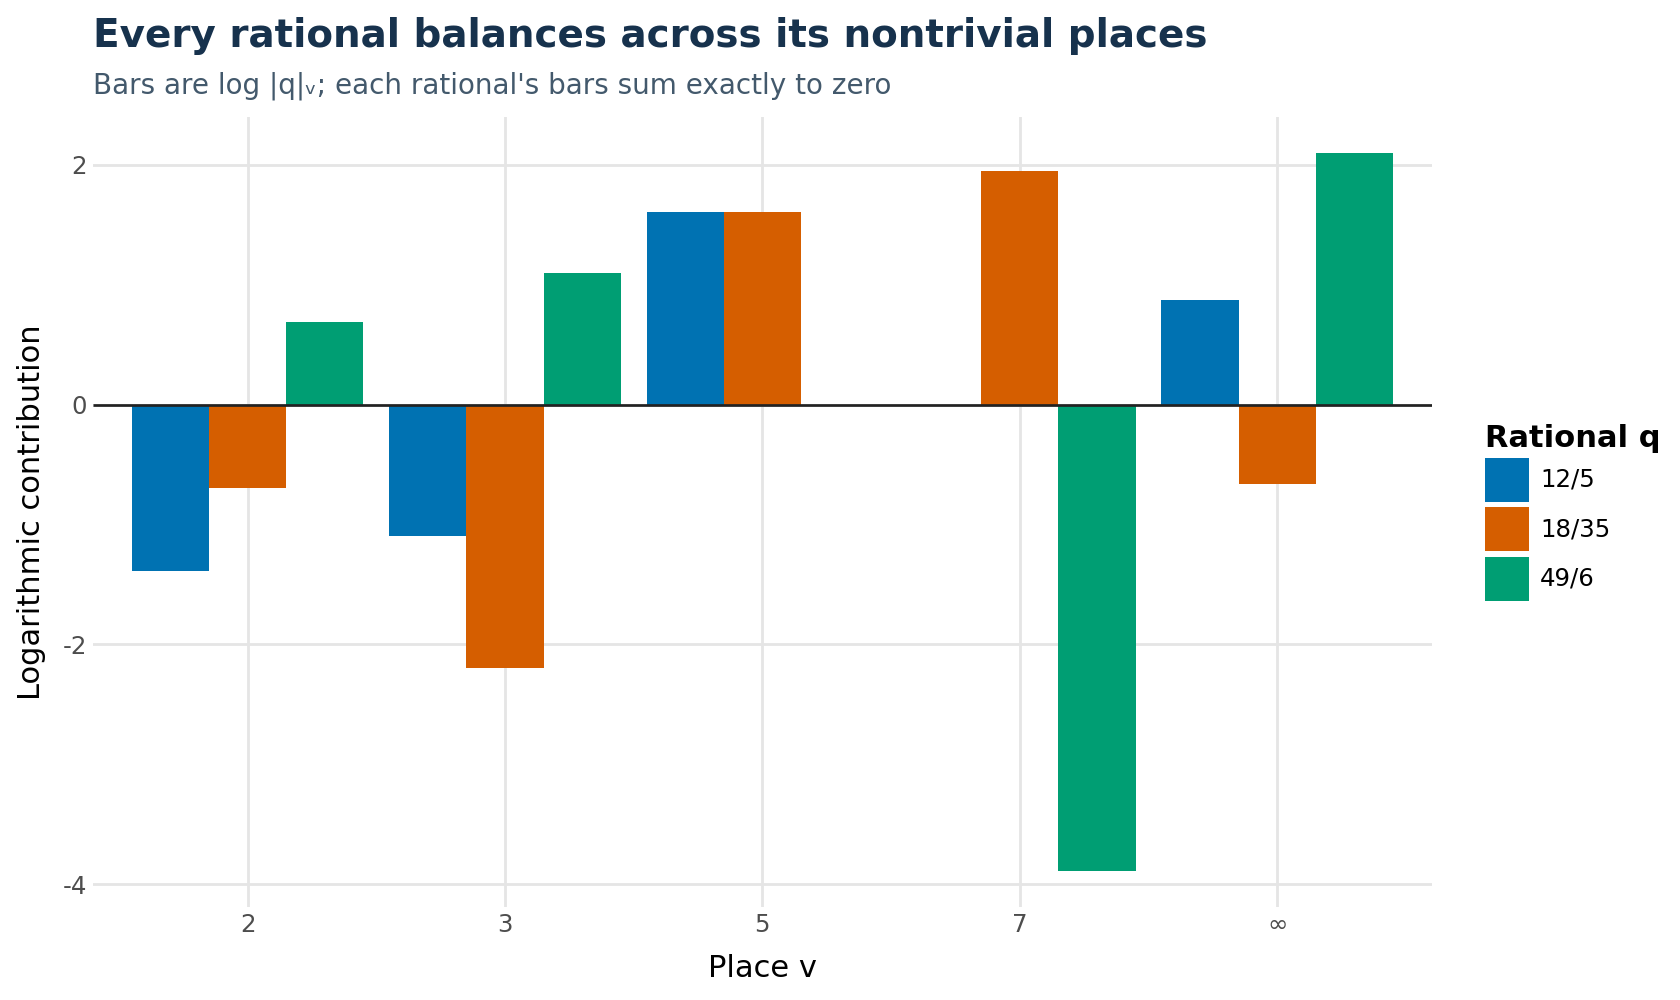 Every rational balances across its nontrivial places
Bars are log |q|ᵥ; each rational's bars sum exactly to zero
Logarithmic contribution
2
0
-2
-4
2
3
5
7
∞
Place v
Rational q
12/5
18/35
49/6